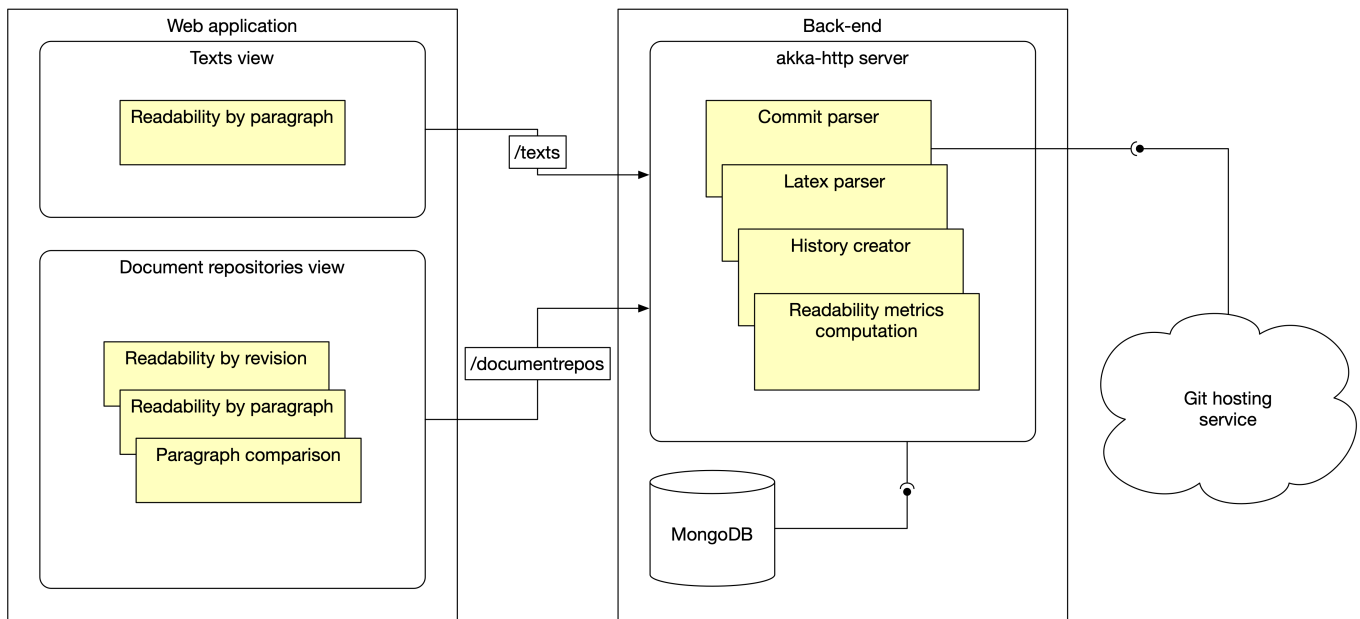 Web application
Texts view
Readability by paragraph
Document repositories view
Readability by revision
Readability by paragraph
Paragraph comparison
/texts
/documentrepos
Back-end
akka-http server
Commit parser
Latex parser
History creator
Readability metrics
computation
MongoDB
Git hosting
service